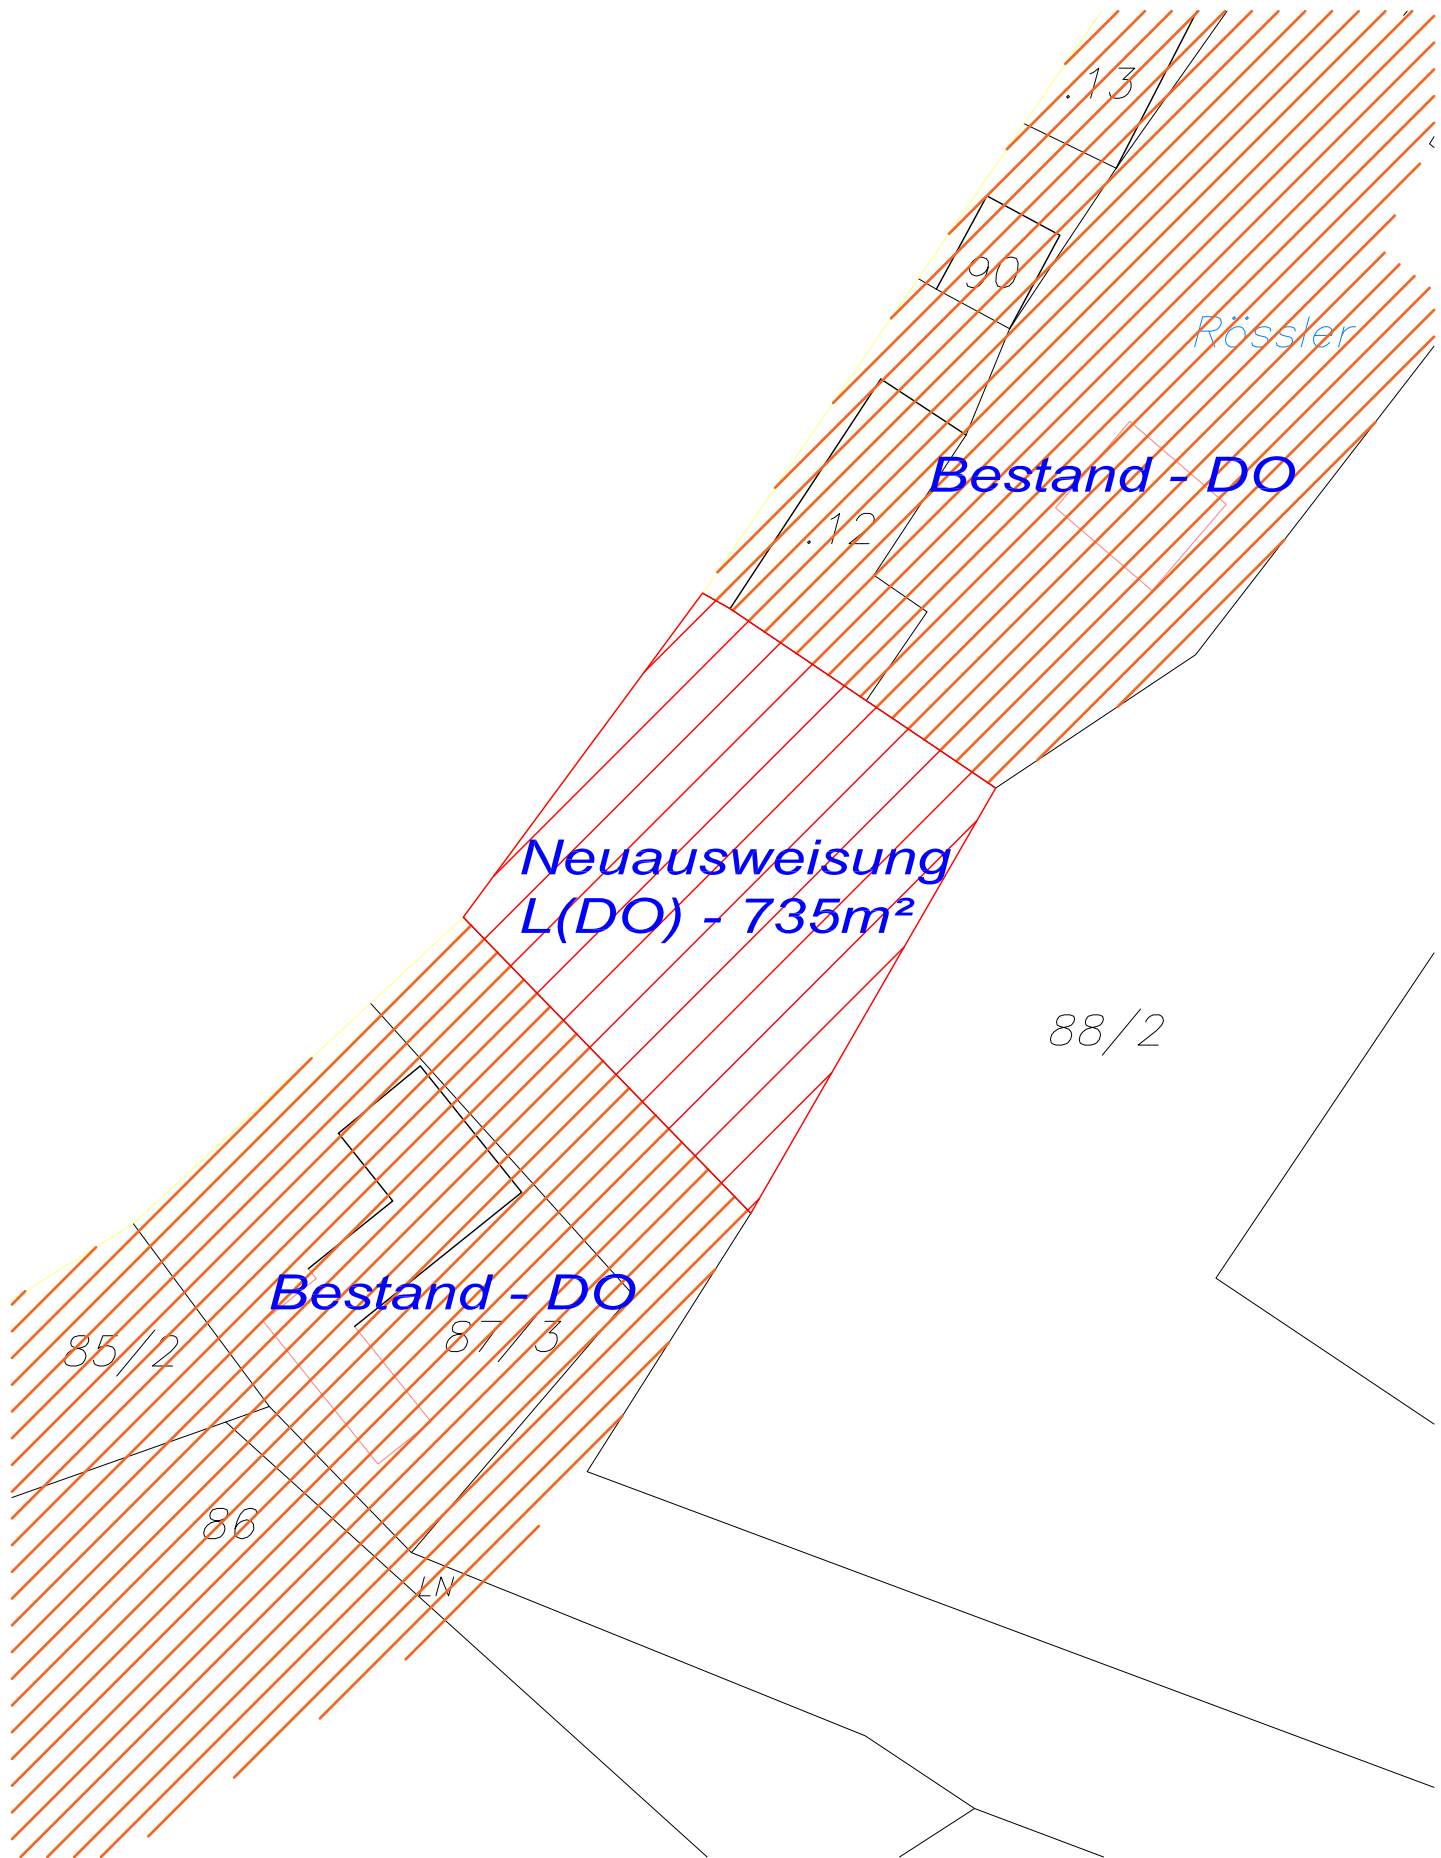 .13
90
Rössler
Bestand - DO
.12
Neuausweisung
L(DO) - 735m²
88/2
Bestand - DO
87/3
85/2
86
LN